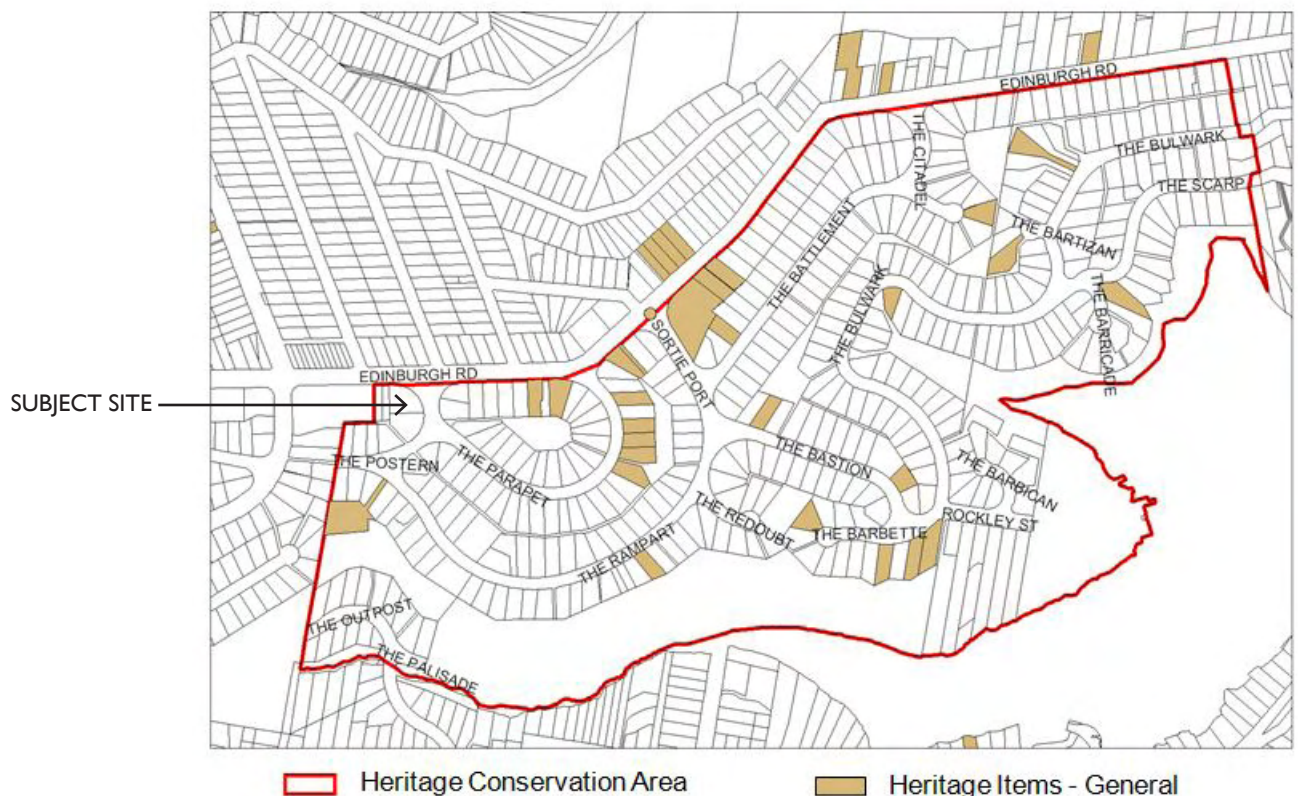 EDINBURGH RD
THE CITADEL
THE BULWARK
THE SCARP
THE BATTLEMENT
THE BARTIZAN
THE BULWARK
THE BARRICADE
SORTIE PORT
EDINBURGH RD
SUBJECT SITE
THE POSTERN
THE PARAPET
THE BASTION
THE BARBICAN
THE REDOUBT
THE BARBETTE
ROCKLEY ST
THE RAMPART
THE OUTPOST
THE PALISADE
Heritage Conservation Area
Heritage Items - General